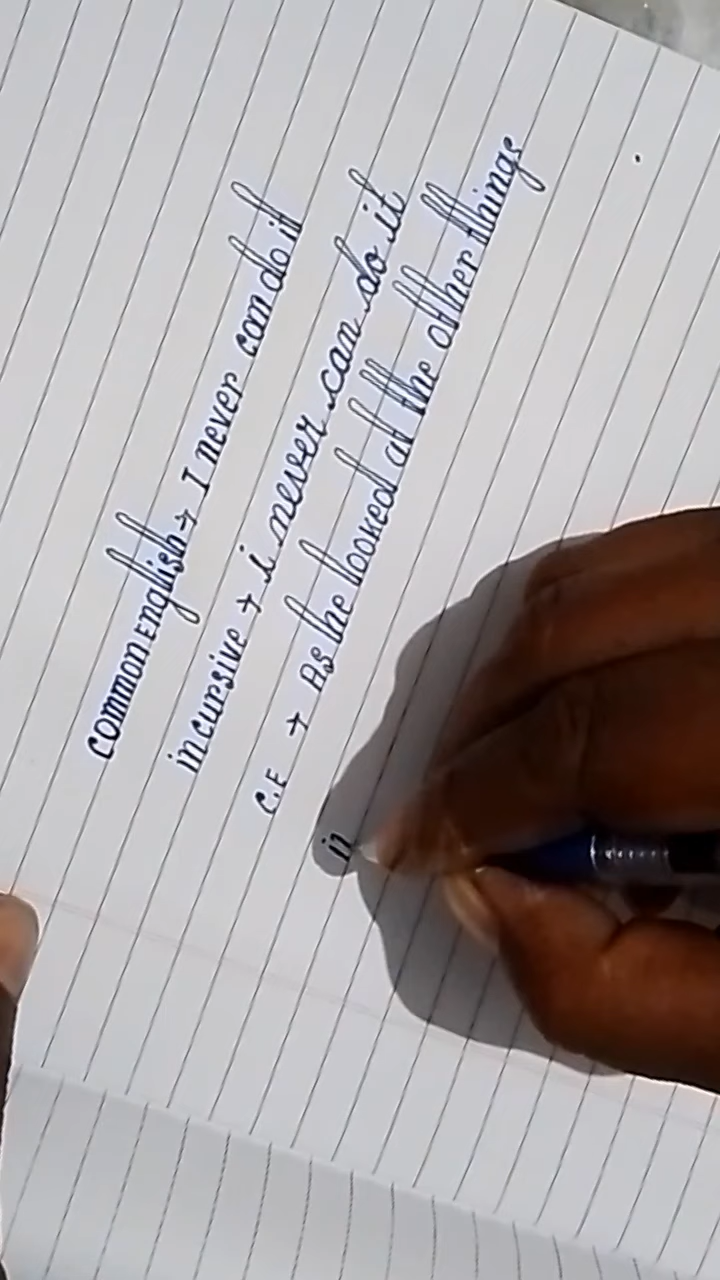 common English → I never can do it
in cursive → i never can do it
C.E → As he looked at the other things
in